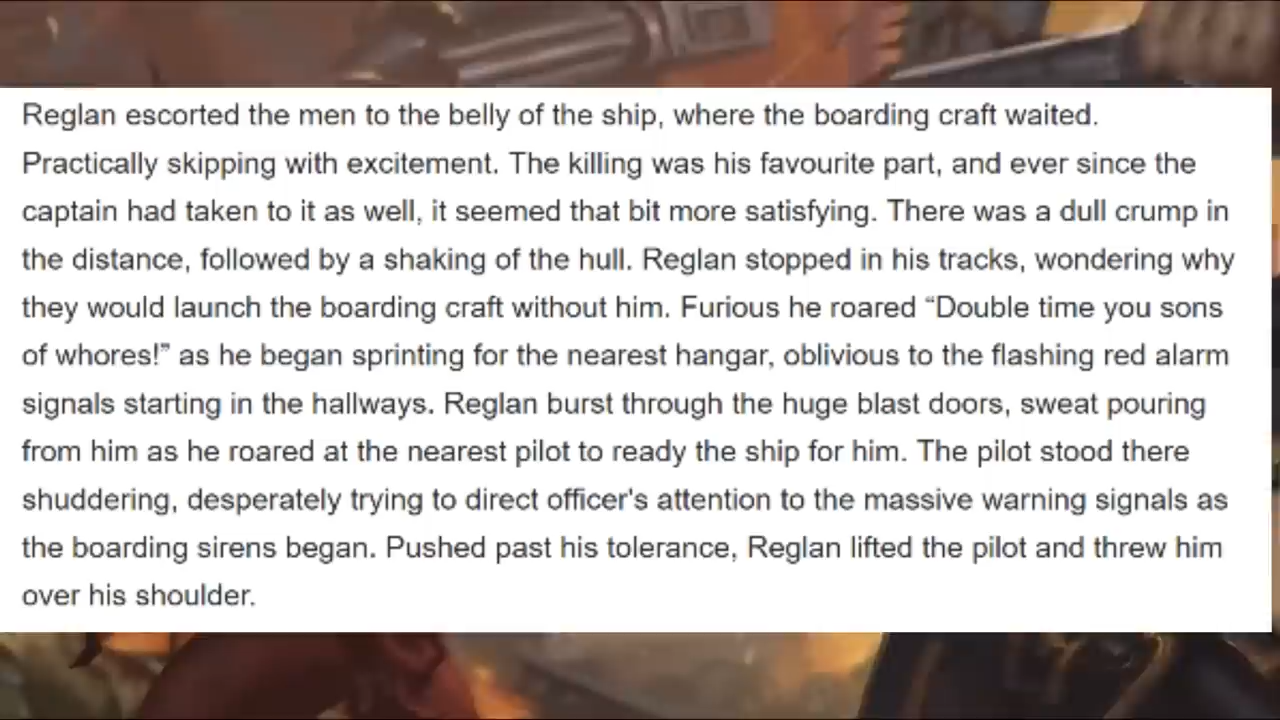 Reglan escorted the men to the belly of the ship, where the boarding craft waited.
Practically skipping with excitement. The killing was his favourite part, and ever since the
captain had taken to it as well, it seemed that bit more satisfying. There was a dull crump in
the distance, followed by a shaking of the hull. Reglan stopped in his tracks, wondering why
they would launch the boarding craft without him. Furious he roared “Double time you sons
of whores!” as he began sprinting for the nearest hangar, oblivious to the flashing red alarm
signals starting in the hallways. Reglan burst through the huge blast doors, sweat pouring
from him as he roared at the nearest pilot to ready the ship for him. The pilot stood there
shuddering, desperately trying to direct officer's attention to the massive warning signals as
the boarding sirens began. Pushed past his tolerance, Reglan lifted the pilot and threw him
over his shoulder.